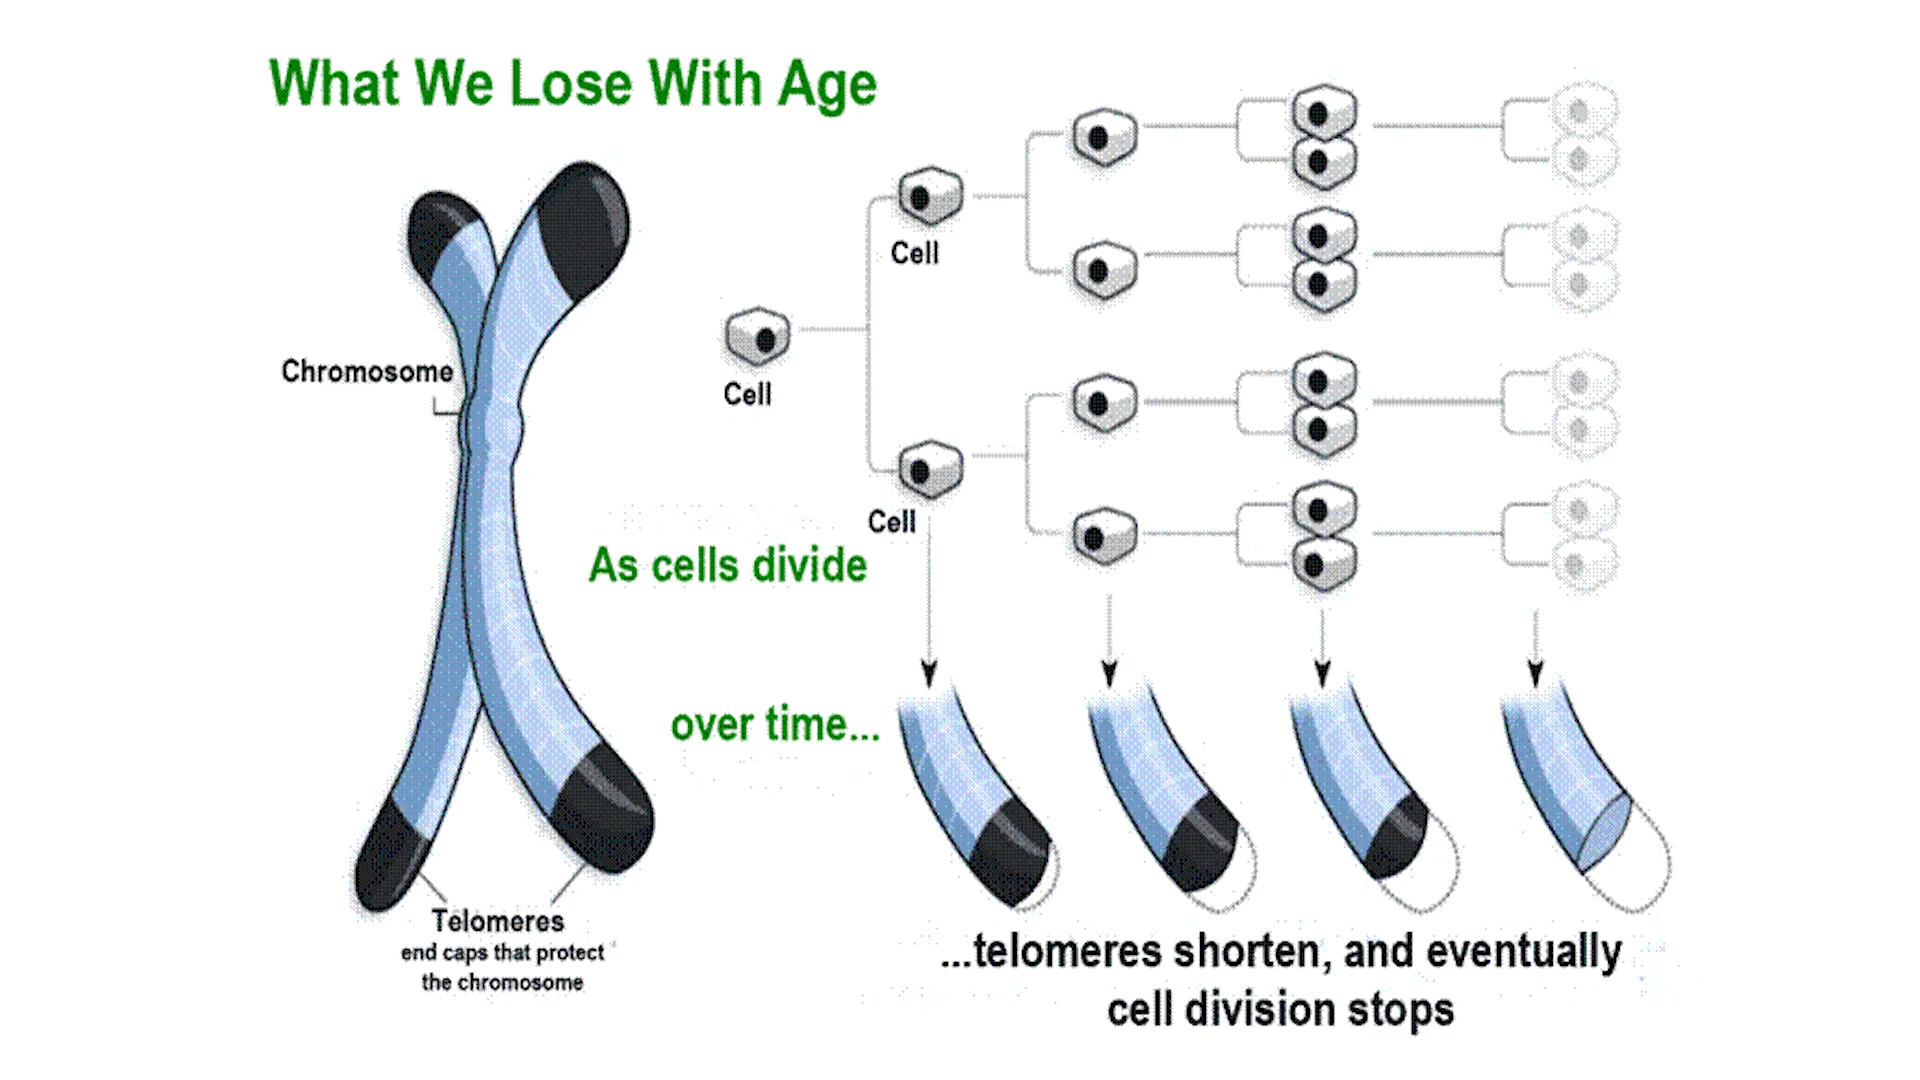 What We Lose With Age
Chromosome
Telomeres
end caps that protect
the chromosome
Cell
Cell
Cell
As cells divide
over time...
...telomeres shorten, and eventually
cell division stops